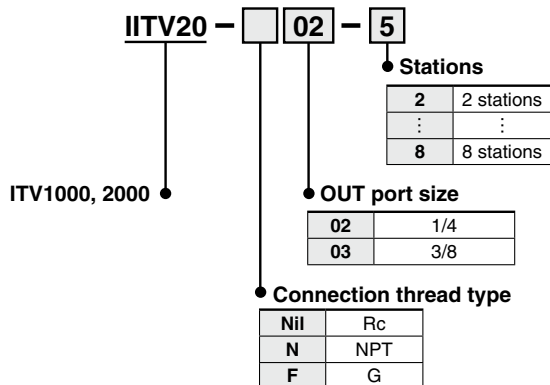 IITV20 – 02 – 5
Stations
2 2 stations
⋮ ⋮
8 8 stations
ITV1000, 2000
OUT port size
02 1/4
03 3/8
Connection thread type
Nil Rc
N NPT
F G